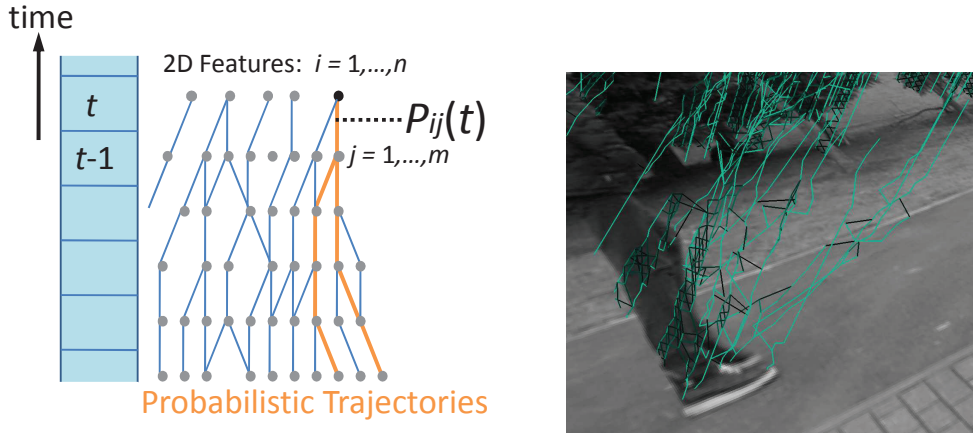 time
2D Features: i = 1,...,n
t
P_ij(t)
t-1
j = 1,...,m
Probabilistic Trajectories